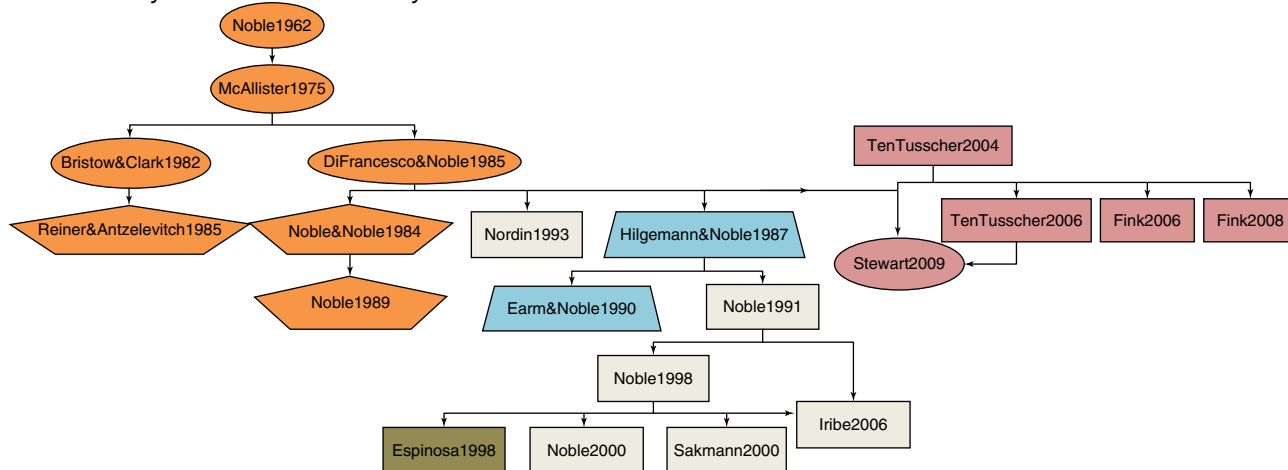 Noble1962
McAllister1975
Bristow&Clark1982
DiFrancesco&Noble1985
TenTusscher2004
Reiner&Antzelevitch1985
Noble&Noble1984
Nordin1993
Hilgemann&Noble1987
TenTusscher2006
Fink2006
Fink2008
Stewart2009
Noble1989
Earm&Noble1990
Noble1991
Noble1998
Iribe2006
Espinosa1998
Noble2000
Sakmann2000